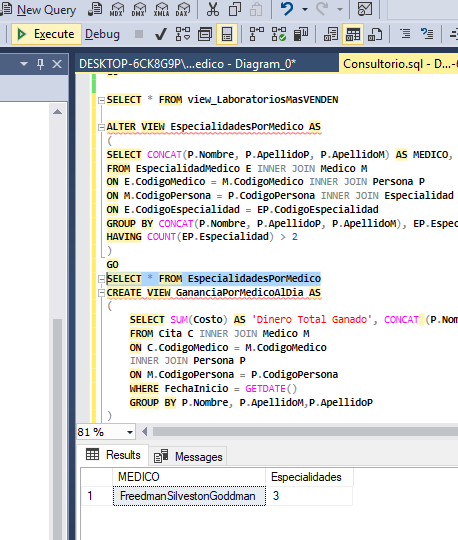 New Query
MDX
DMX
XMLA
DAX
Execute
DESKTOP-6CK8G9P\...edico - Diagram_0*
Consultorio.sql - D...-6
GO
SELECT * FROM view_LaboratoriosMasVENDEN
ALTER VIEW EspecialidadesPorMedico AS
(
SELECT CONCAT(P.Nombre, P.ApellidoP, P.ApellidoM) AS MEDICO,
FROM EspecialidadMedico E INNER JOIN Medico M
ON E.CodigoMedico = M.CodigoMedico INNER JOIN Persona P
ON M.CodigoPersona = P.CodigoPersona INNER JOIN Especialidad
ON E.CodigoEspecialidad = EP.CodigoEspecialidad
GROUP BY CONCAT(P.Nombre, P.ApellidoP, P.ApellidoM), EP.Espec
HAVING COUNT(EP.Especialidad) > 2
)
GO
SELECT * FROM EspecialidadesPorMedico
CREATE VIEW GananciaPorMedicoAlDia AS
(
SELECT SUM(Costo) AS 'Dinero Total Ganado', CONCAT (P.Nom
FROM Cita C INNER JOIN Medico M
ON C.CodigoMedico = M.CodigoMedico
INNER JOIN Persona P
ON M.CodigoPersona = P.CodigoPersona
WHERE FechaInicio = GETDATE()
GROUP BY P.Nombre, P.ApellidoM,P.ApellidoP
)
81 %
Results
Messages
MEDICO Especialidades
1 FreedmanSilvestonGoddman 3